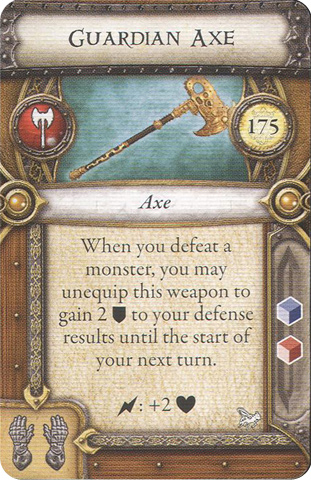 GUARDIAN AXE
175
Axe
When you defeat a
monster, you may
unequip this weapon to
gain 2 to your defense
results until the start of
your next turn.
: +2